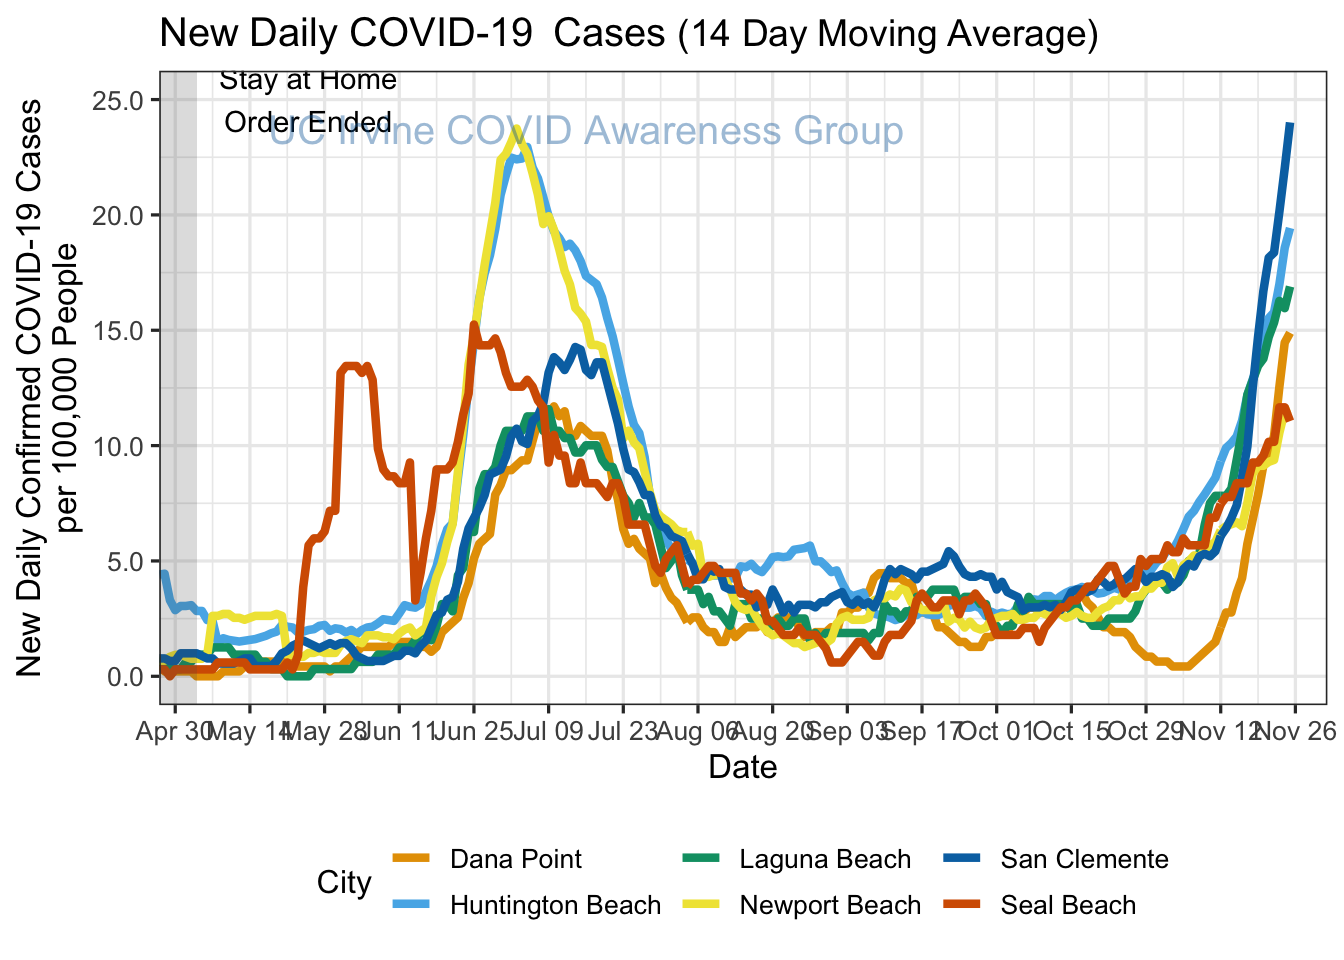 New Daily COVID-19  Cases (14 Day Moving Average)
New Daily Confirmed COVID-19 Cases
per 100,000 People
25.0
20.0
15.0
10.0
5.0
0.0
Stay at Home
Order Ended
UC Irvine COVID Awareness Group
Apr 30 May 14 May 28 Jun 11 Jun 25 Jul 09 Jul 23 Aug 06 Aug 20 Sep 03 Sep 17 Oct 01 Oct 15 Oct 29 Nov 12 Nov 26
Date
City
Dana Point Laguna Beach San Clemente
Huntington Beach Newport Beach Seal Beach